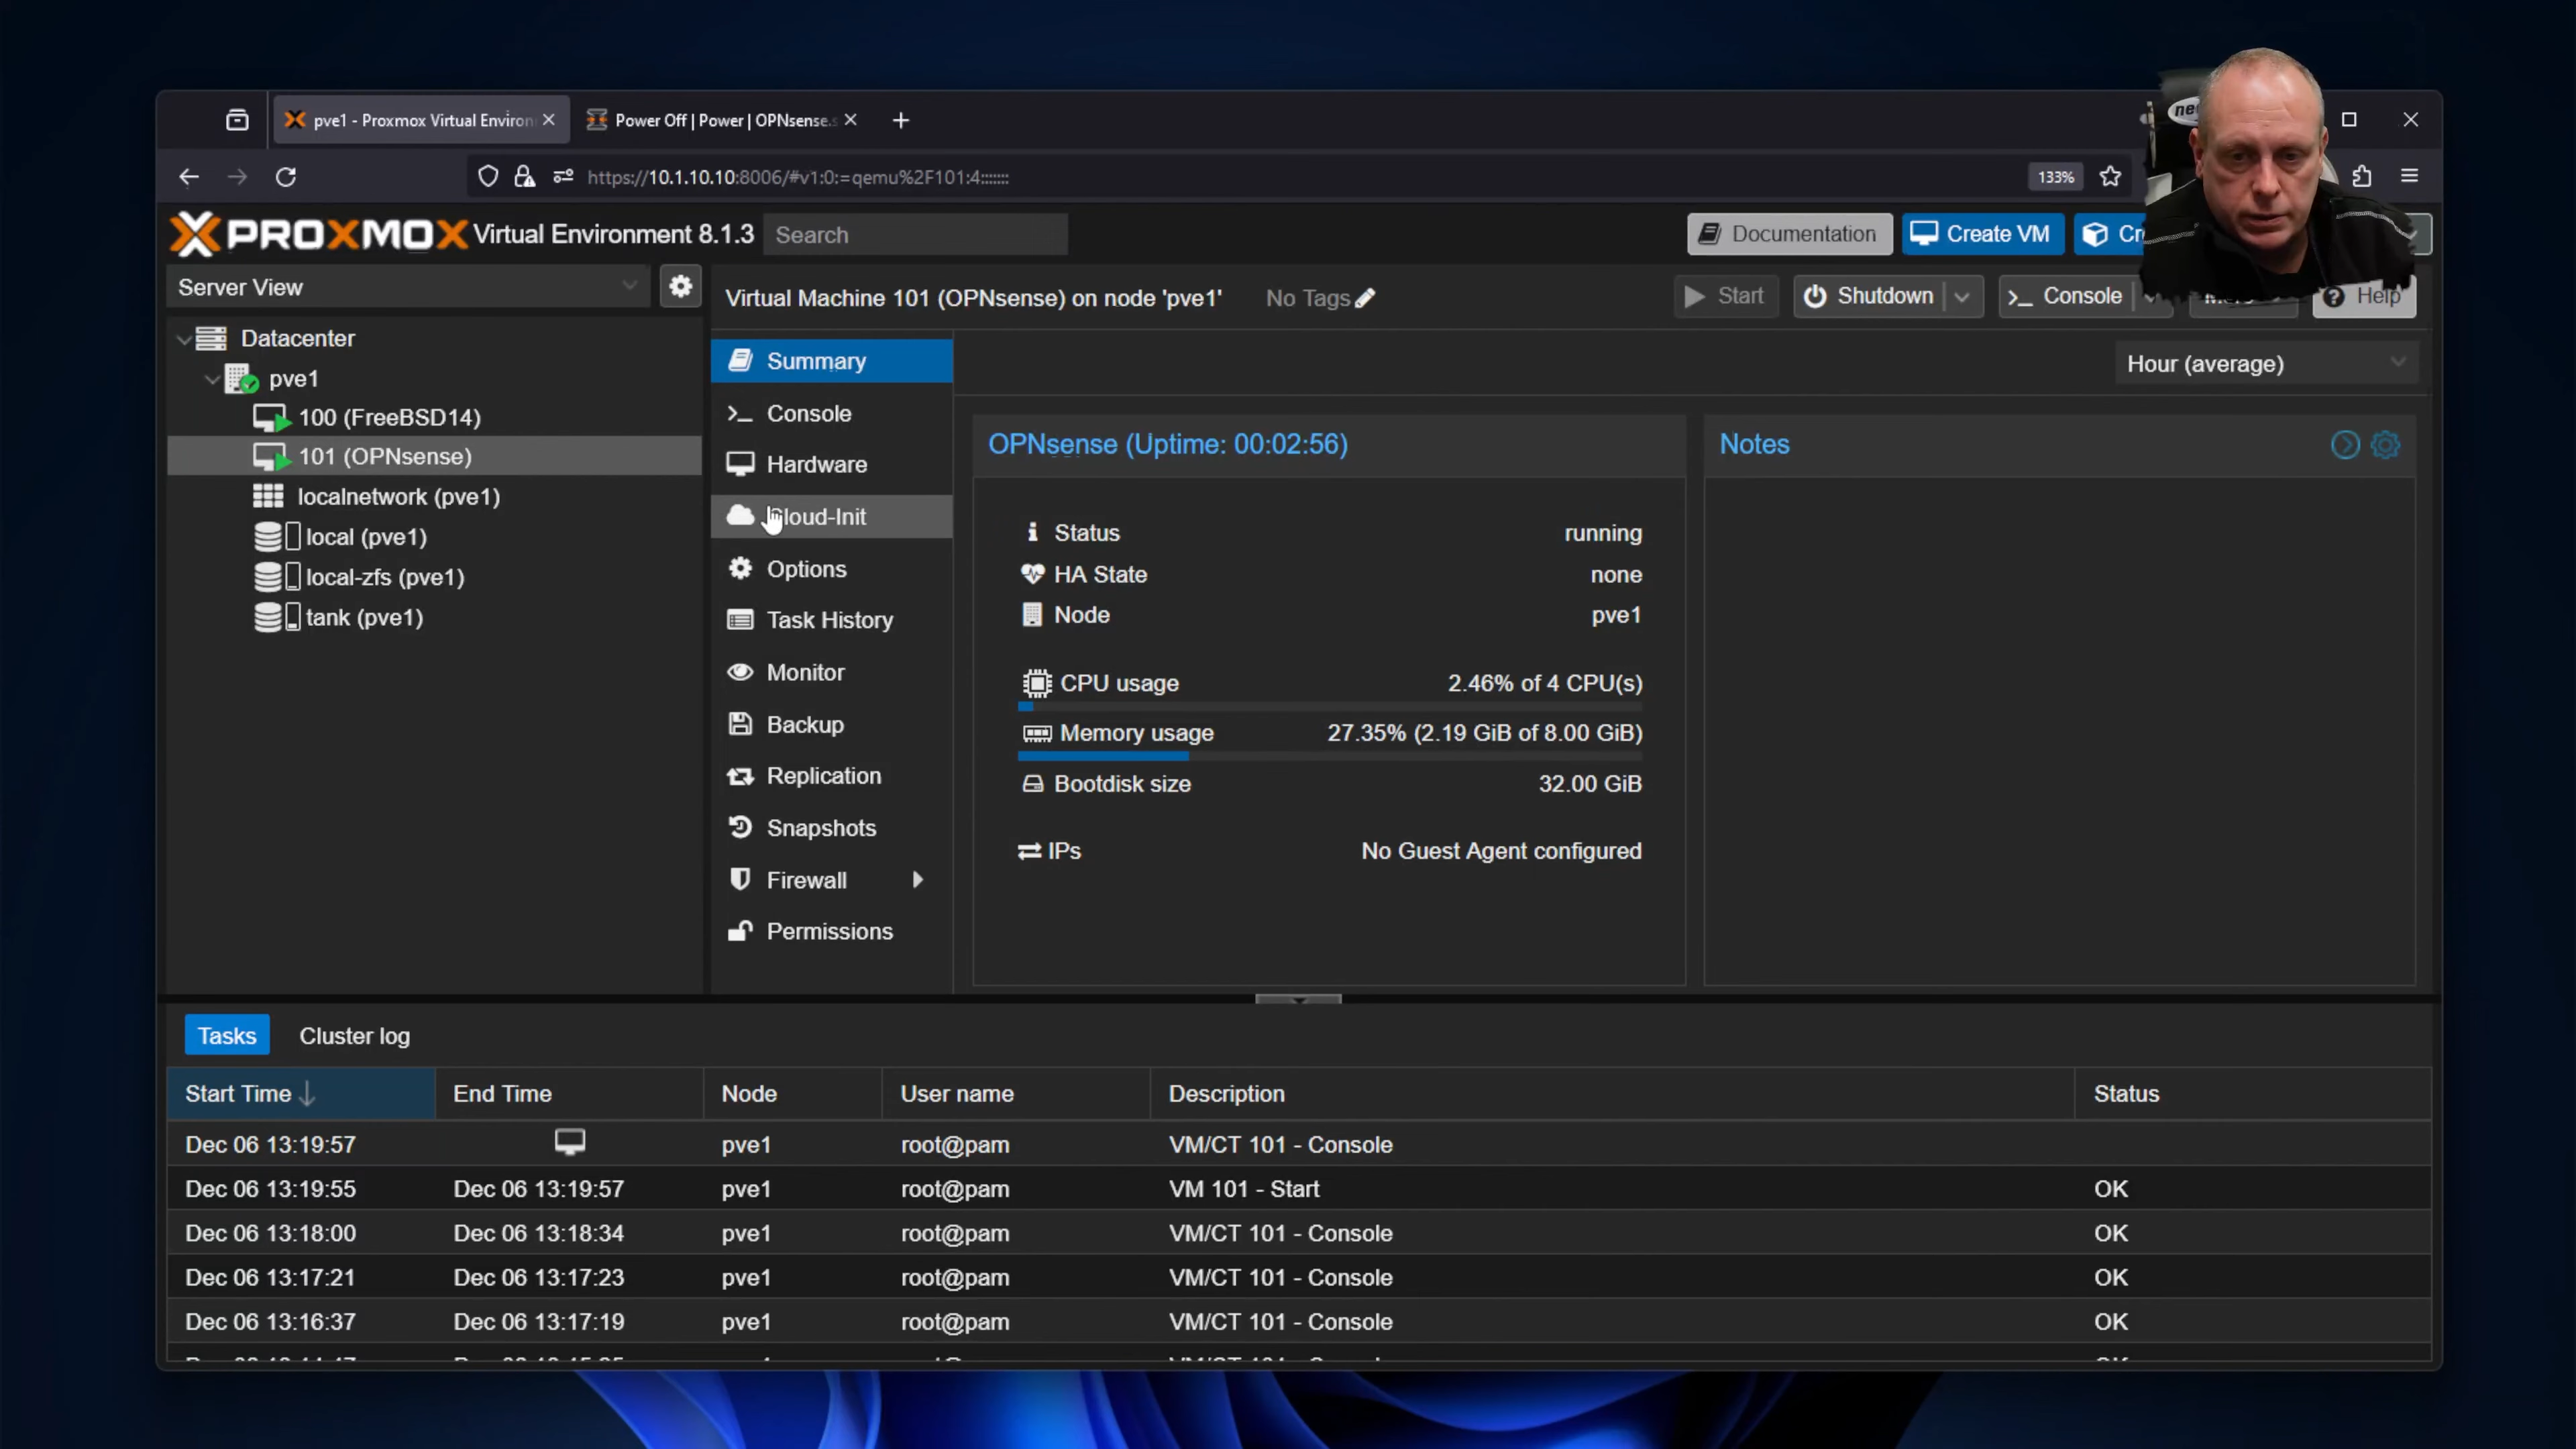 pve1 - Proxmox Virtual Environ
Power Off | Power | OPNsense.
https://10.1.10.10:8006/#v1:0:=qemu%2F101:4:::::::
133%
PROXMOX Virtual Environment 8.1.3
Search
Documentation
Create VM
Server View
Virtual Machine 101 (OPNsense) on node 'pve1'
No Tags
Start
Shutdown
Console
Help
Datacenter
pve1
100 (FreeBSD14)
101 (OPNsense)
localnetwork (pve1)
local (pve1)
local-zfs (pve1)
tank (pve1)
Summary
Console
Hardware
Cloud-Init
Options
Task History
Monitor
Backup
Replication
Snapshots
Firewall
Permissions
Hour (average)
OPNsense (Uptime: 00:02:56)
Status running
HA State none
Node pve1
CPU usage 2.46% of 4 CPU(s)
Memory usage 27.35% (2.19 GiB of 8.00 GiB)
Bootdisk size 32.00 GiB
IPs No Guest Agent configured
Notes
Tasks Cluster log
Start Time End Time Node User name Description Status
Dec 06 13:19:57 pve1 root@pam VM/CT 101 - Console
Dec 06 13:19:55 Dec 06 13:19:57 pve1 root@pam VM 101 - Start OK
Dec 06 13:18:00 Dec 06 13:18:34 pve1 root@pam VM/CT 101 - Console OK
Dec 06 13:17:21 Dec 06 13:17:23 pve1 root@pam VM/CT 101 - Console OK
Dec 06 13:16:37 Dec 06 13:17:19 pve1 root@pam VM/CT 101 - Console OK